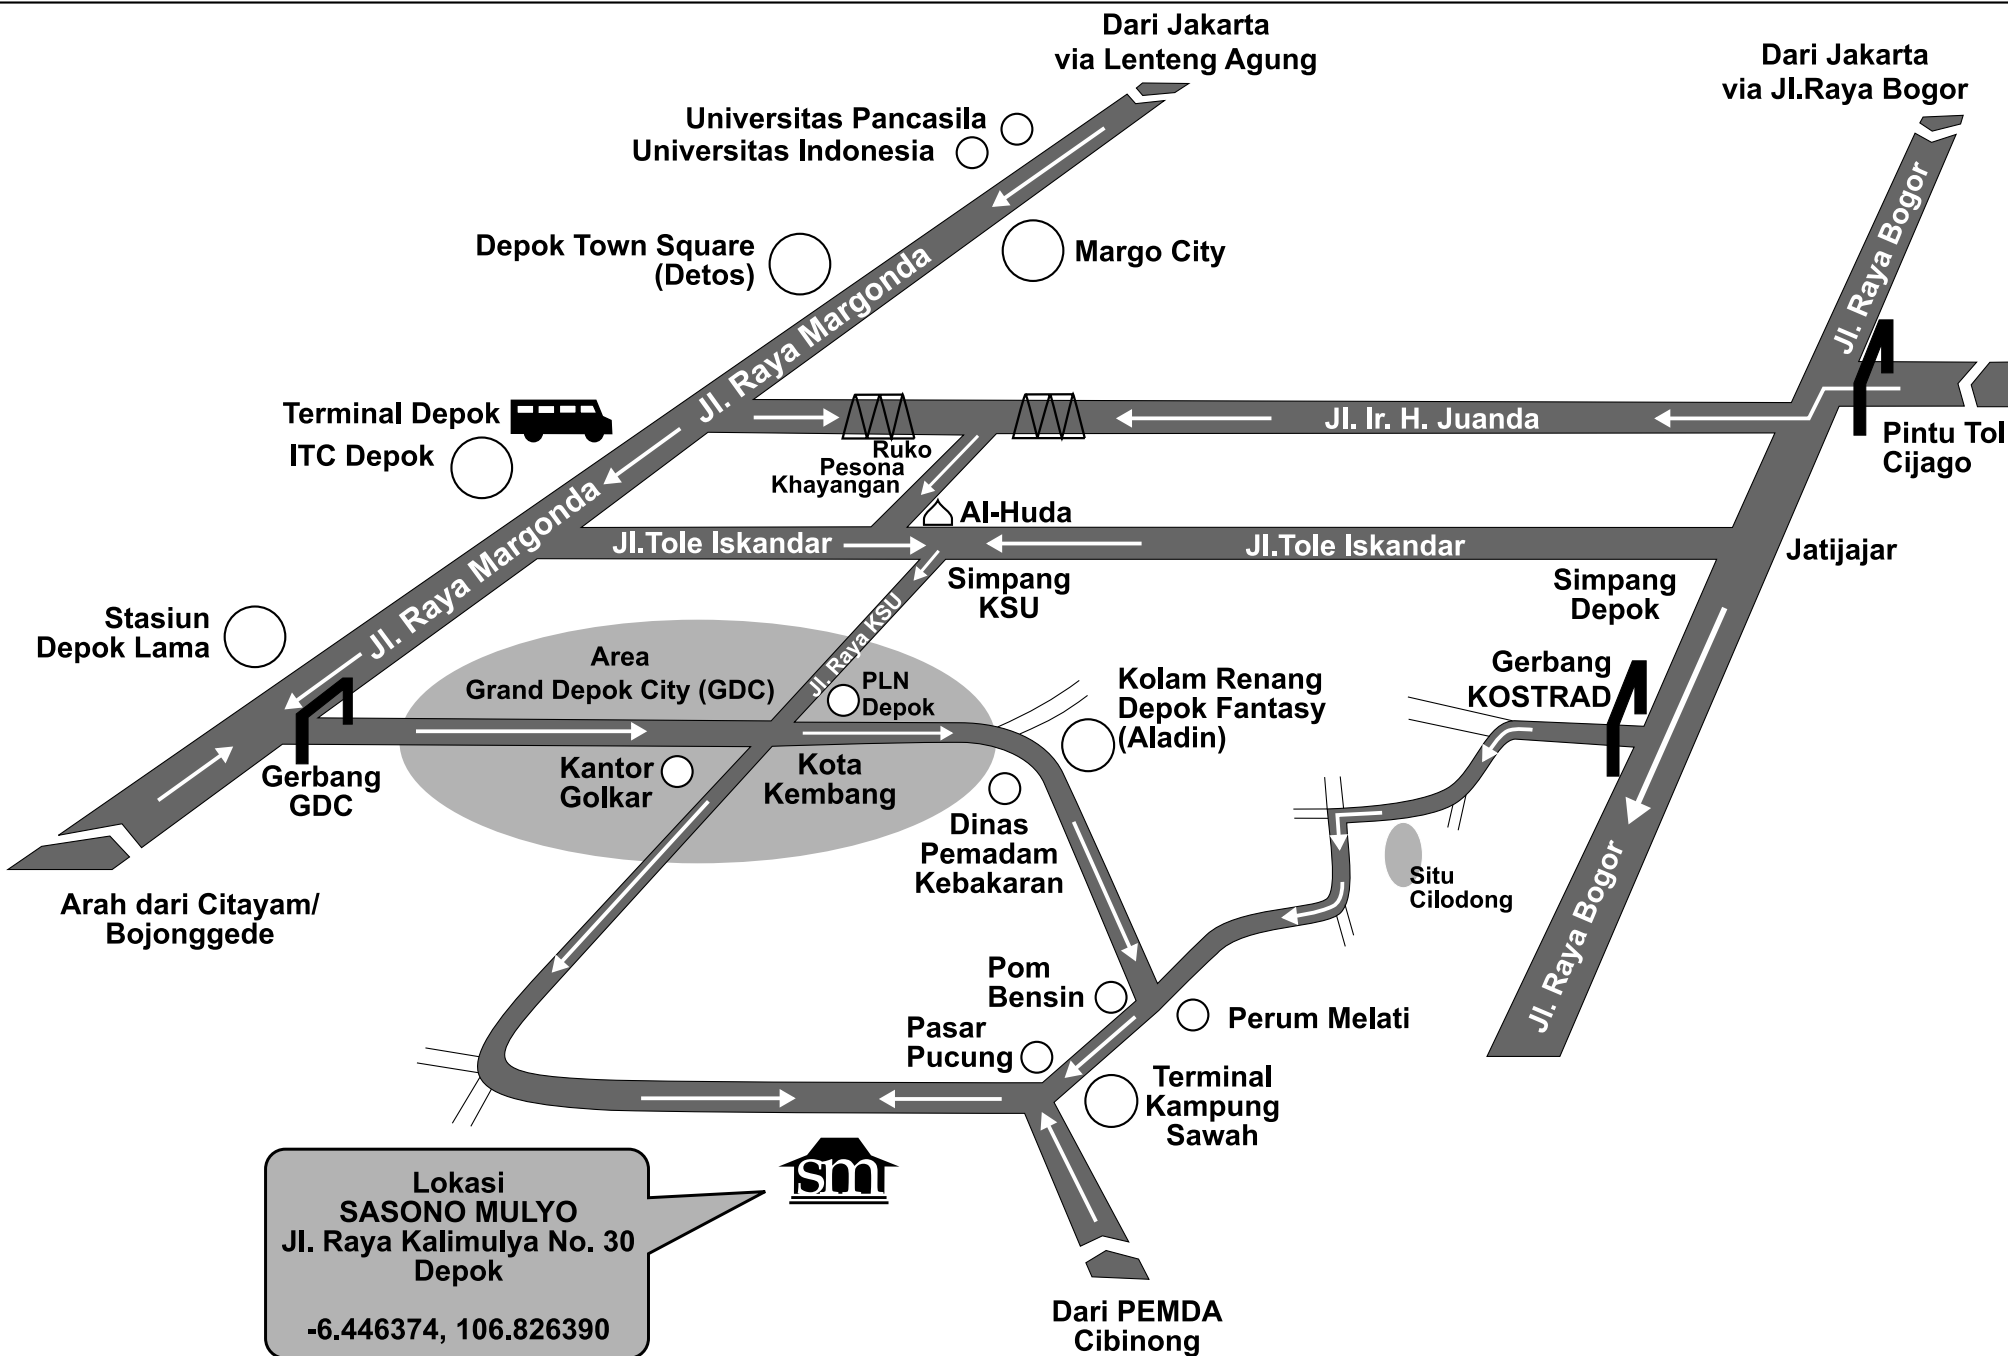 Dari Jakarta
via Lenteng Agung
Dari Jakarta
via Jl.Raya Bogor
Universitas Pancasila
Universitas Indonesia
Depok Town Square
(Detos)
Margo City
Jl. Raya Margonda
Jl. Raya Bogor
Terminal Depok
ITC Depok
Jl. Ir. H. Juanda
Pintu Tol
Cijago
Ruko
Pesona
Khayangan
Al-Huda
Jl. Raya Margonda
Jl.Tole Iskandar
Jl.Tole Iskandar
Jatijajar
Simpang
KSU
Simpang
Depok
Stasiun
Depok Lama
Jl. Raya KSU
Area
Grand Depok City (GDC)
PLN
Depok
Kolam Renang
Depok Fantasy
(Aladin)
Gerbang
KOSTRAD
Gerbang
GDC
Kantor
Golkar
Kota
Kembang
Dinas
Pemadam
Kebakaran
Situ
Cilodong
Jl. Raya Bogor
Arah dari Citayam/
Bojonggede
Pom
Bensin
Perum Melati
Pasar
Pucung
Terminal
Kampung
Sawah
sm
Lokasi
SASONO MULYO
Jl. Raya Kalimulya No. 30
Depok
-6.446374, 106.826390
Dari PEMDA
Cibinong